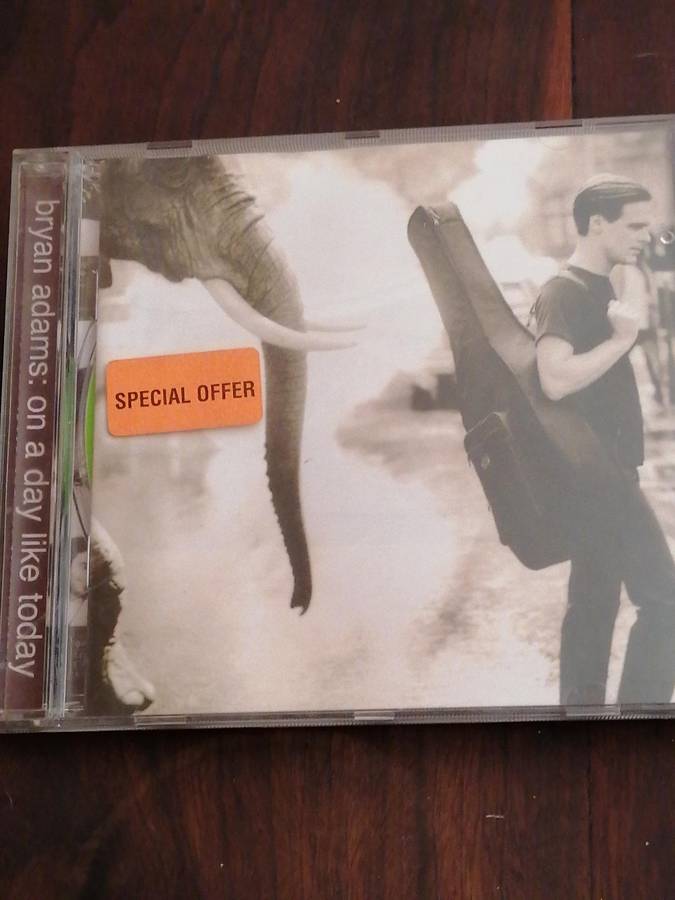 bryan adams: on a day like today
SPECIAL OFFER